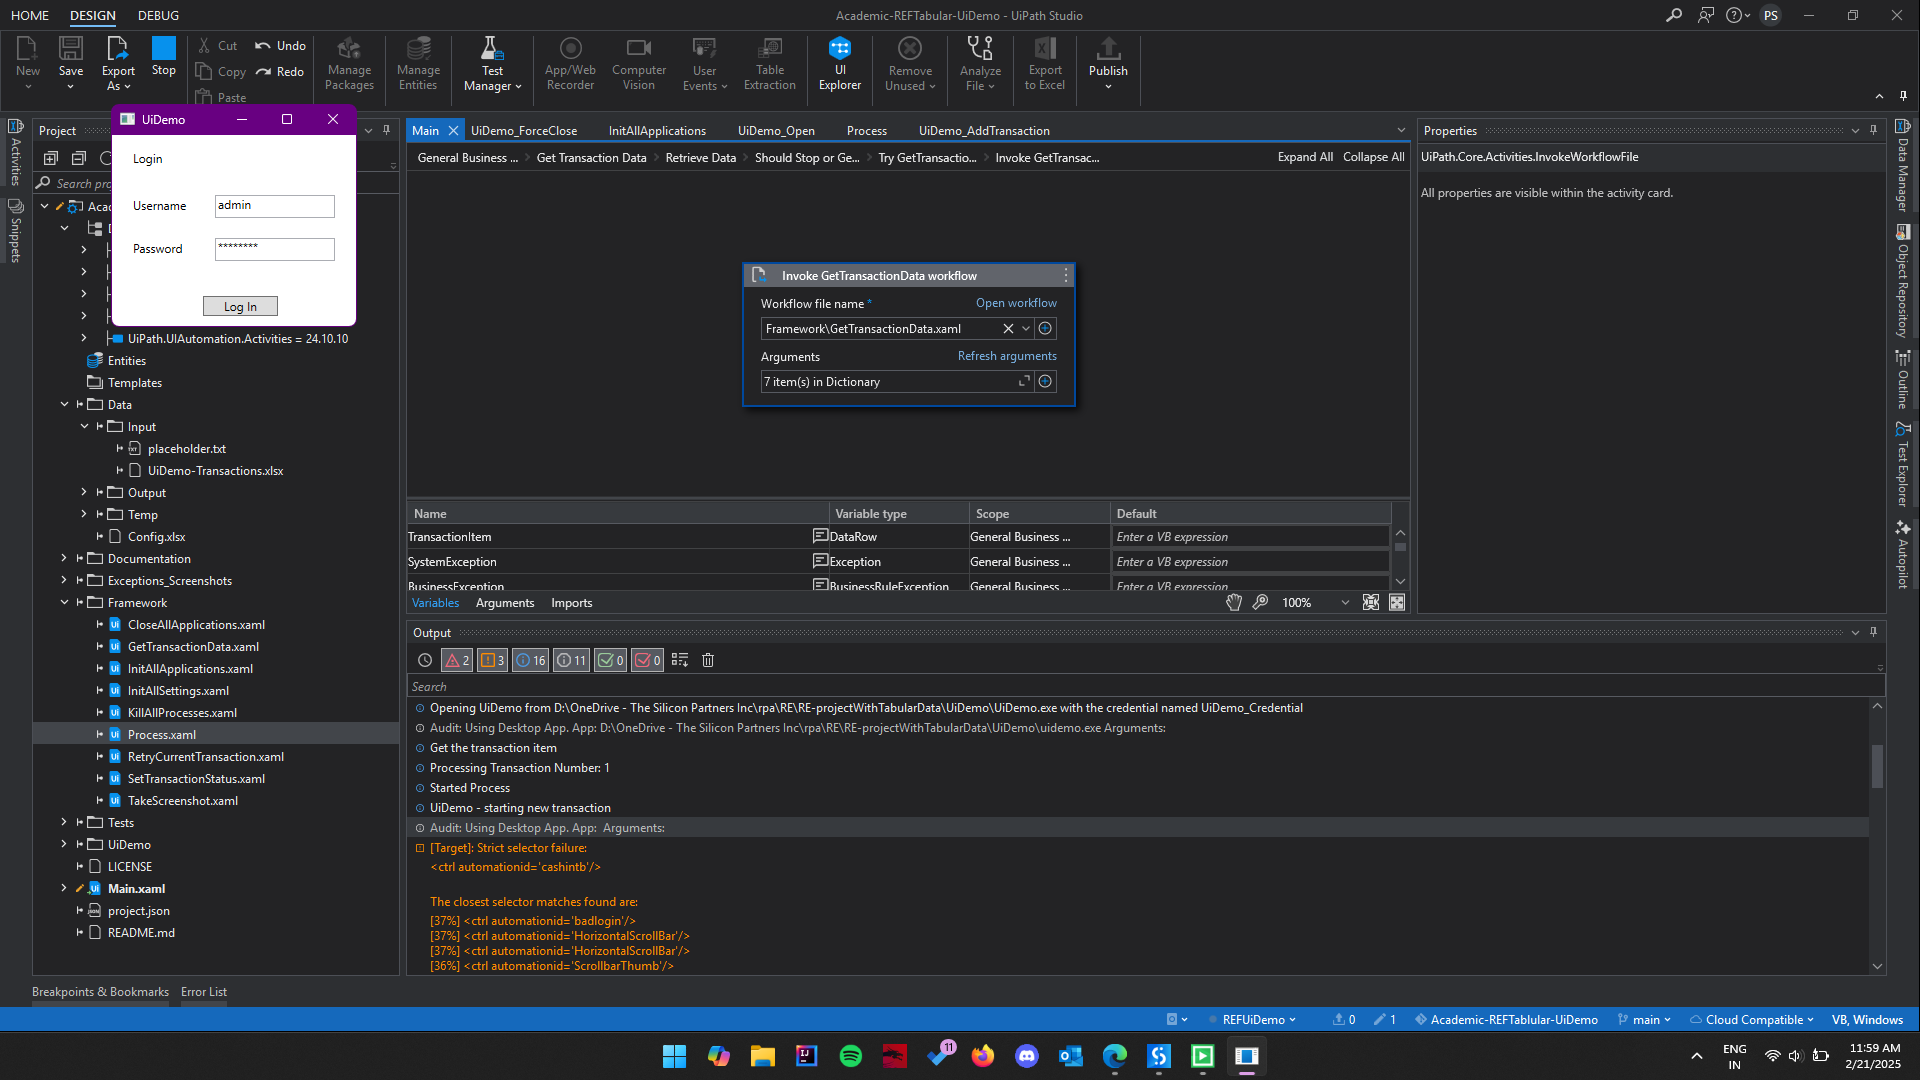 HOME DESIGN DEBUG
Academic-REFTabular-UiDemo - UiPath Studio
PS
New
Save
Export As
Stop
Cut
Copy
Paste
Undo
Redo
Manage Packages
Manage Entities
Test Manager
App/Web Recorder
Computer Vision
User Events
Table Extraction
UI Explorer
Remove Unused
Analyze File
Export to Excel
Publish
UiDemo
Login
Username admin
Password ********
Log In
Activities
Snippets
Project
Search
UiPath.UIAutomation.Activities = 24.10.10
Entities
Templates
Data
Input
placeholder.txt
UiDemo-Transactions.xlsx
Output
Temp
Config.xlsx
Documentation
Exceptions_Screenshots
Framework
CloseAllApplications.xaml
GetTransactionData.xaml
InitAllApplications.xaml
InitAllSettings.xaml
KillAllProcesses.xaml
Process.xaml
RetryCurrentTransaction.xaml
SetTransactionStatus.xaml
TakeScreenshot.xaml
Tests
UiDemo
LICENSE
Main.xaml
project.json
README.md
Main UiDemo_ForceClose InitAllApplications UiDemo_Open Process UiDemo_AddTransaction
General Business ... Get Transaction Data Retrieve Data Should Stop or Ge... Try GetTransactio... Invoke GetTransac... Expand All Collapse All
Invoke GetTransactionData workflow
Workflow file name * Open workflow
Framework\GetTransactionData.xaml
Arguments Refresh arguments
7 item(s) in Dictionary
Name Variable type Scope Default
TransactionItem DataRow General Business ... Enter a VB expression
SystemException Exception General Business ... Enter a VB expression
BusinessException BusinessRuleException General Business ... Enter a VB expression
Variables Arguments Imports 100%
Properties
UiPath.Core.Activities.InvokeWorkflowFile
All properties are visible within the activity card.
Data Manager
Object Repository
Outline
Test Explorer
Autopilot
Output
2 3 16 11 0 0
Search
Opening UiDemo from D:\OneDrive - The Silicon Partners Inc\rpa\RE\RE-projectWithTabularData\UiDemo\UiDemo.exe with the credential named UiDemo_Credential
Audit: Using Desktop App. App: D:\OneDrive - The Silicon Partners Inc\rpa\RE\RE-projectWithTabularData\UiDemo\uidemo.exe Arguments:
Get the transaction item
Processing Transaction Number: 1
Started Process
UiDemo - starting new transaction
Audit: Using Desktop App. App: Arguments:
[Target]: Strict selector failure:
<ctrl automationid='cashintb'/>
The closest selector matches found are:
[37%] <ctrl automationid='badlogin'/>
[37%] <ctrl automationid='HorizontalScrollBar'/>
[37%] <ctrl automationid='HorizontalScrollBar'/>
[36%] <ctrl automationid='ScrollbarThumb'/>
Breakpoints & Bookmarks Error List
REFUiDemo 0 1 Academic-REFTablular-UiDemo main Cloud Compatible VB, Windows
11
ENG
IN
11:59 AM
2/21/2025